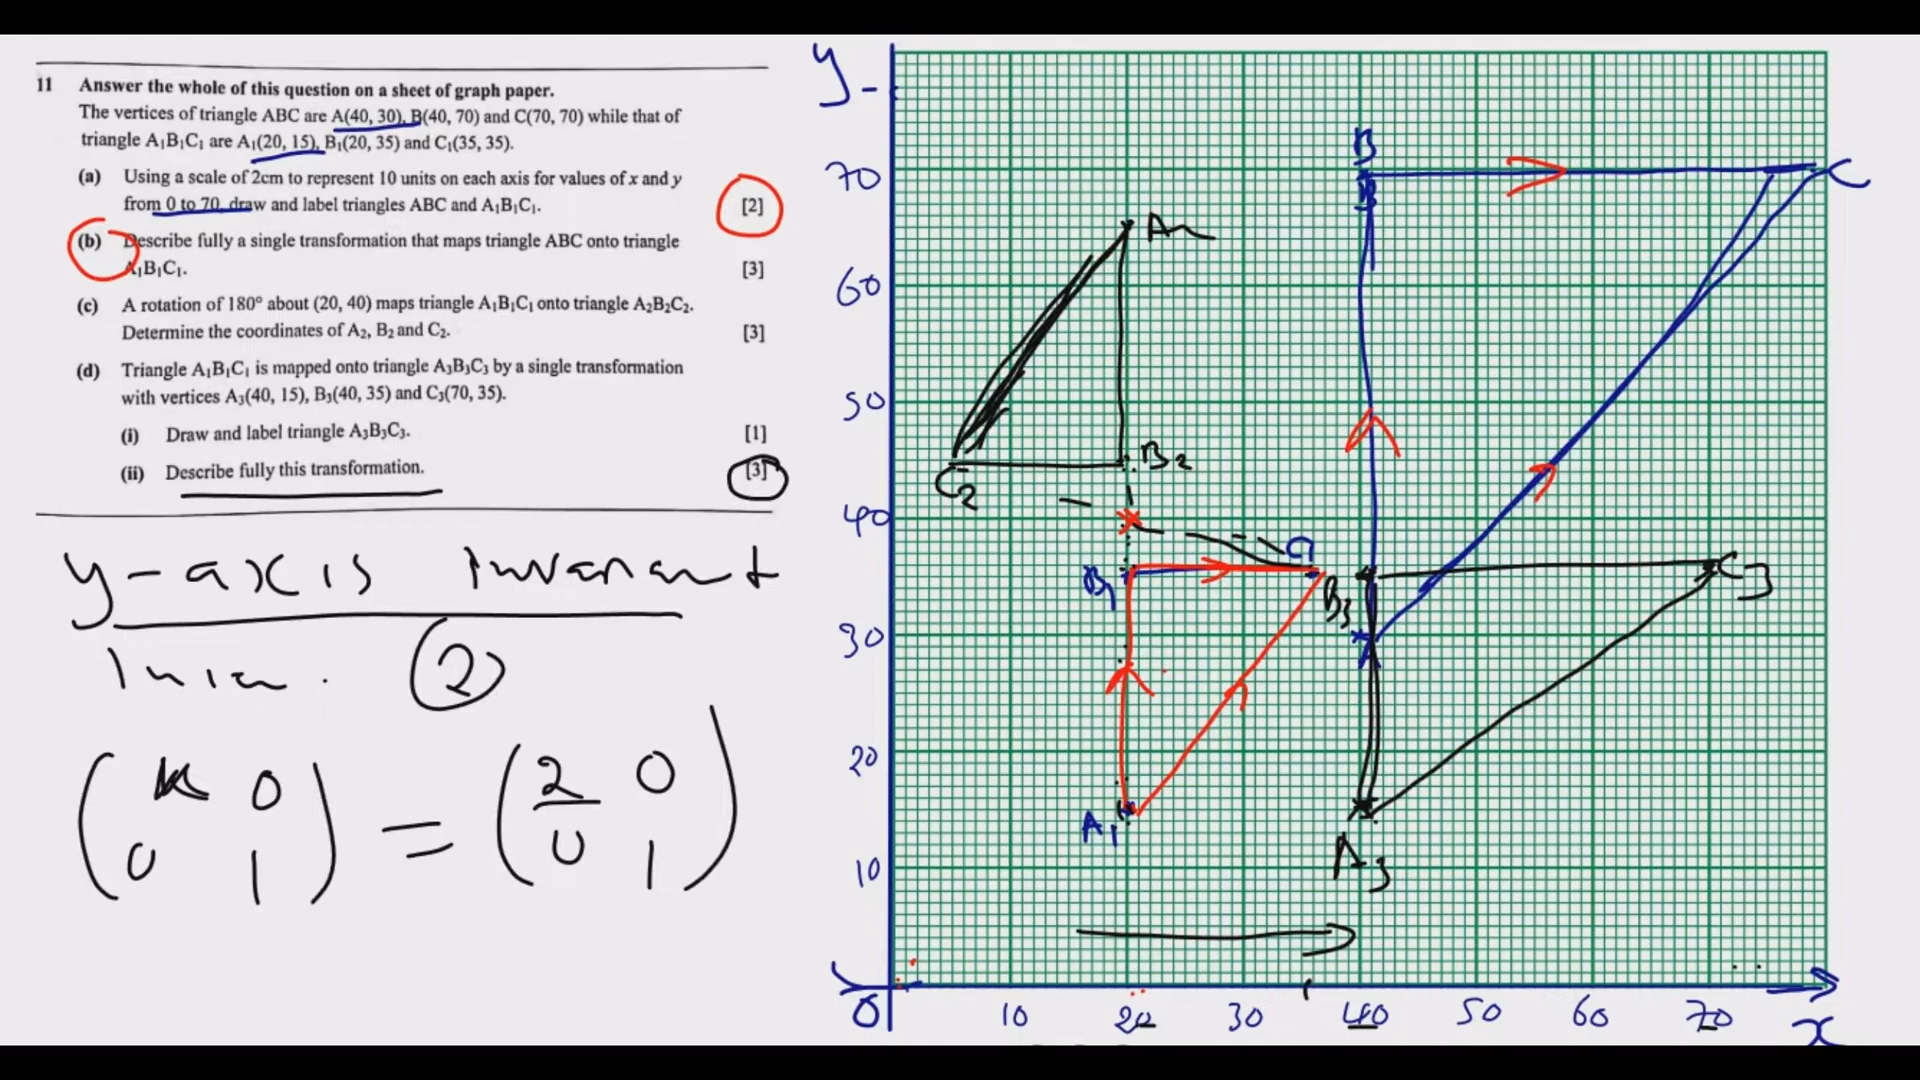 11 Answer the whole of this question on a sheet of graph paper.
The vertices of triangle ABC are A(40, 30), B(40, 70) and C(70, 70) while that of
triangle A₁B₁C₁ are A₁(20, 15), B₁(20, 35) and C₁(35, 35).
(a) Using a scale of 2cm to represent 10 units on each axis for values of x and y
from 0 to 70, draw and label triangles ABC and A₁B₁C₁. [2]
(b) Describe fully a single transformation that maps triangle ABC onto triangle
A₁B₁C₁. [3]
(c) A rotation of 180° about (20, 40) maps triangle A₁B₁C₁ onto triangle A₂B₂C₂.
Determine the coordinates of A₂, B₂ and C₂. [3]
(d) Triangle A₁B₁C₁ is mapped onto triangle A₃B₃C₃ by a single transformation
with vertices A₃(40, 15), B₃(40, 35) and C₃(70, 35).
(i) Draw and label triangle A₃B₃C₃. [1]
(ii) Describe fully this transformation. [3]
y-axis invariant
2
0 = 2 0
0 1 0 1
y
B
70 C
A₂
60
50
B₂
C₂
40
B₁ B₃ C₃
30
20
A₁
10 A₃
0 10 20 30 40 50 60 70 x